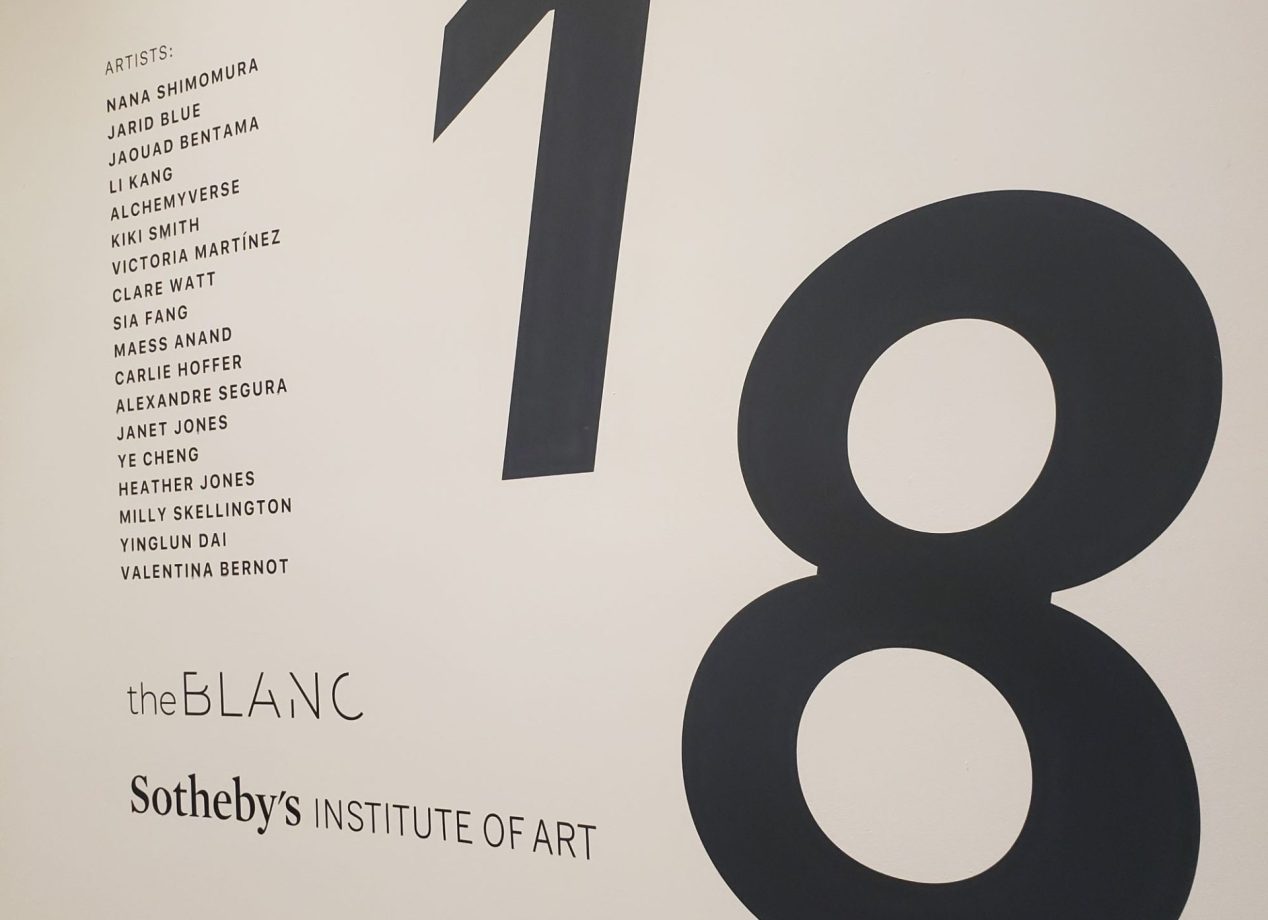 ARTISTS:
NANA SHIMOMURA
JARID BLUE
JAOUAD BENTAMA
LI KANG
ALCHEMYVERSE
KIKI SMITH
VICTORIA MARTÍNEZ
CLARE WATT
SIA FANG
MAESS ANAND
CARLIE HOFFER
ALEXANDRE SEGURA
JANET JONES
YE CHENG
HEATHER JONES
MILLY SKELLINGTON
YINGLUN DAI
VALENTINA BERNOT
theBLANC
Sotheby's INSTITUTE OF ART
1
8